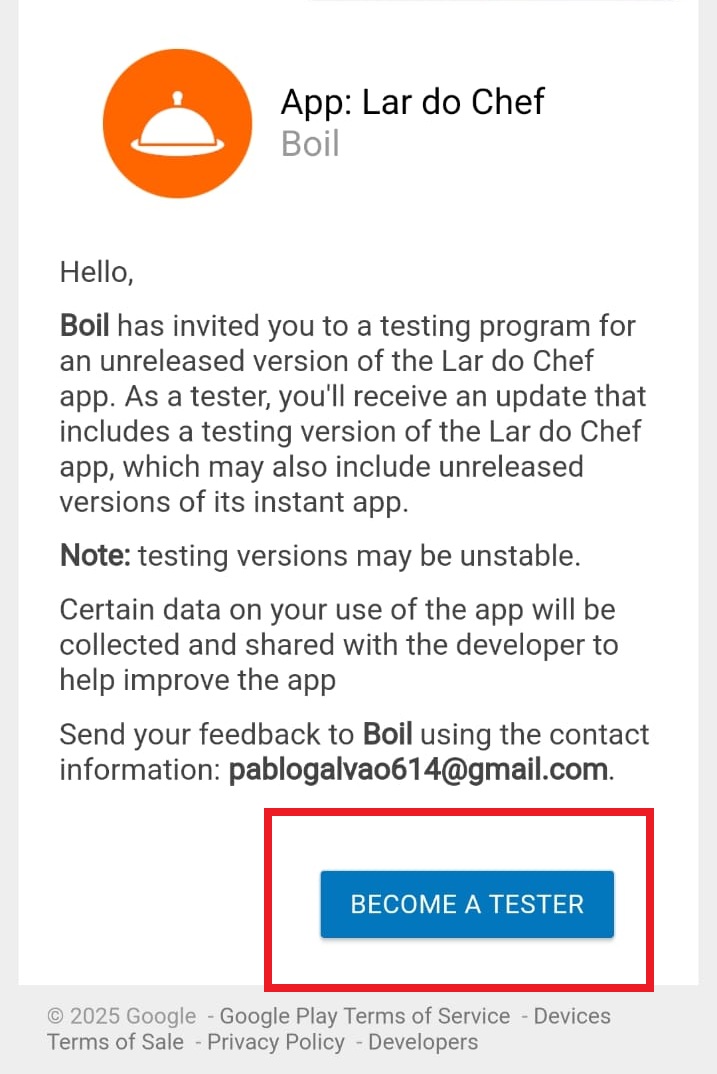 App: Lar do Chef
Boil
Hello,
Boil has invited you to a testing program for
an unreleased version of the Lar do Chef
app. As a tester, you'll receive an update that
includes a testing version of the Lar do Chef
app, which may also include unreleased
versions of its instant app.
Note: testing versions may be unstable.
Certain data on your use of the app will be
collected and shared with the developer to
help improve the app
Send your feedback to Boil using the contact
information: pablogalvao614@gmail.com.
BECOME A TESTER
© 2025 Google - Google Play Terms of Service - Devices
Terms of Sale - Privacy Policy - Developers